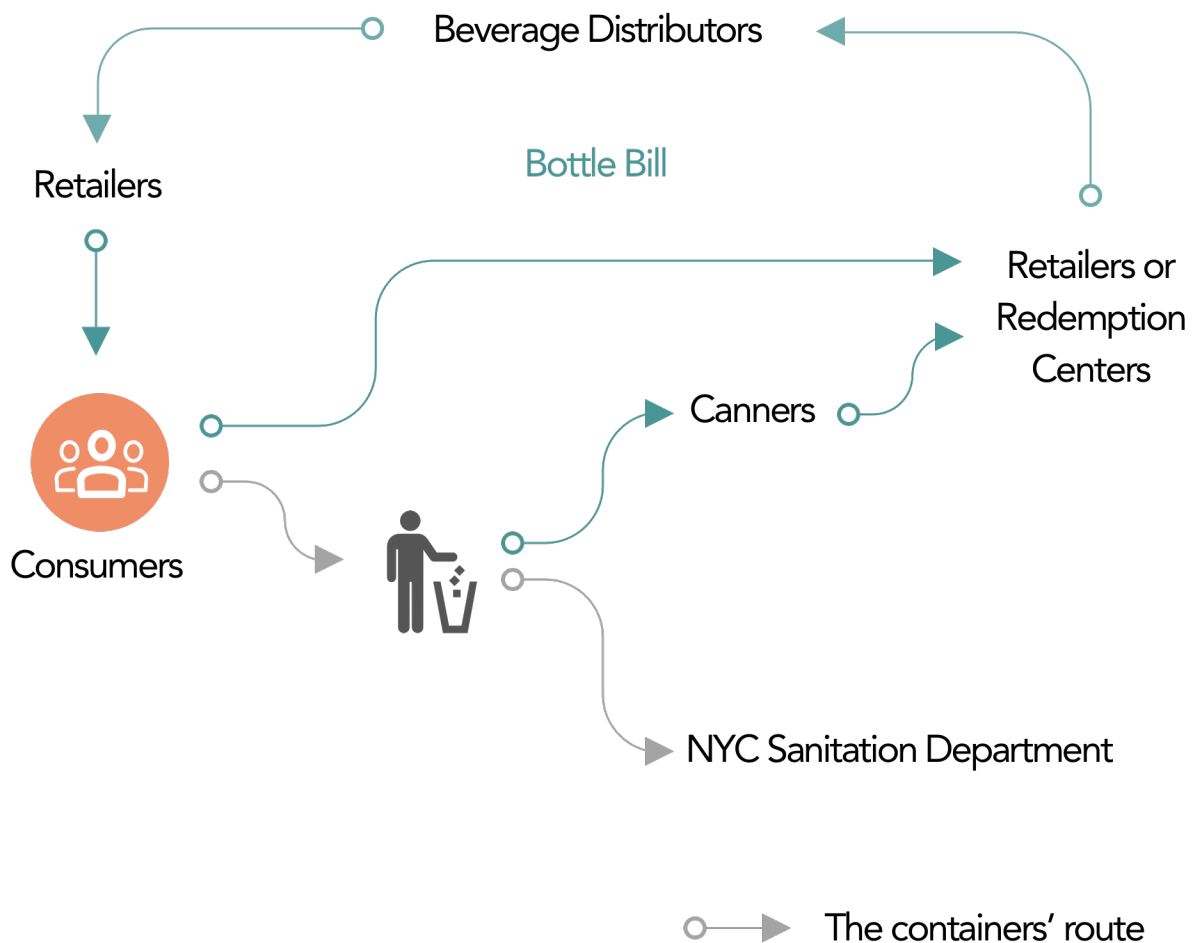 Beverage Distributors
Bottle Bill
Retailers
Retailers or
Redemption
Centers
Canners
Consumers
NYC Sanitation Department
The containers’ route